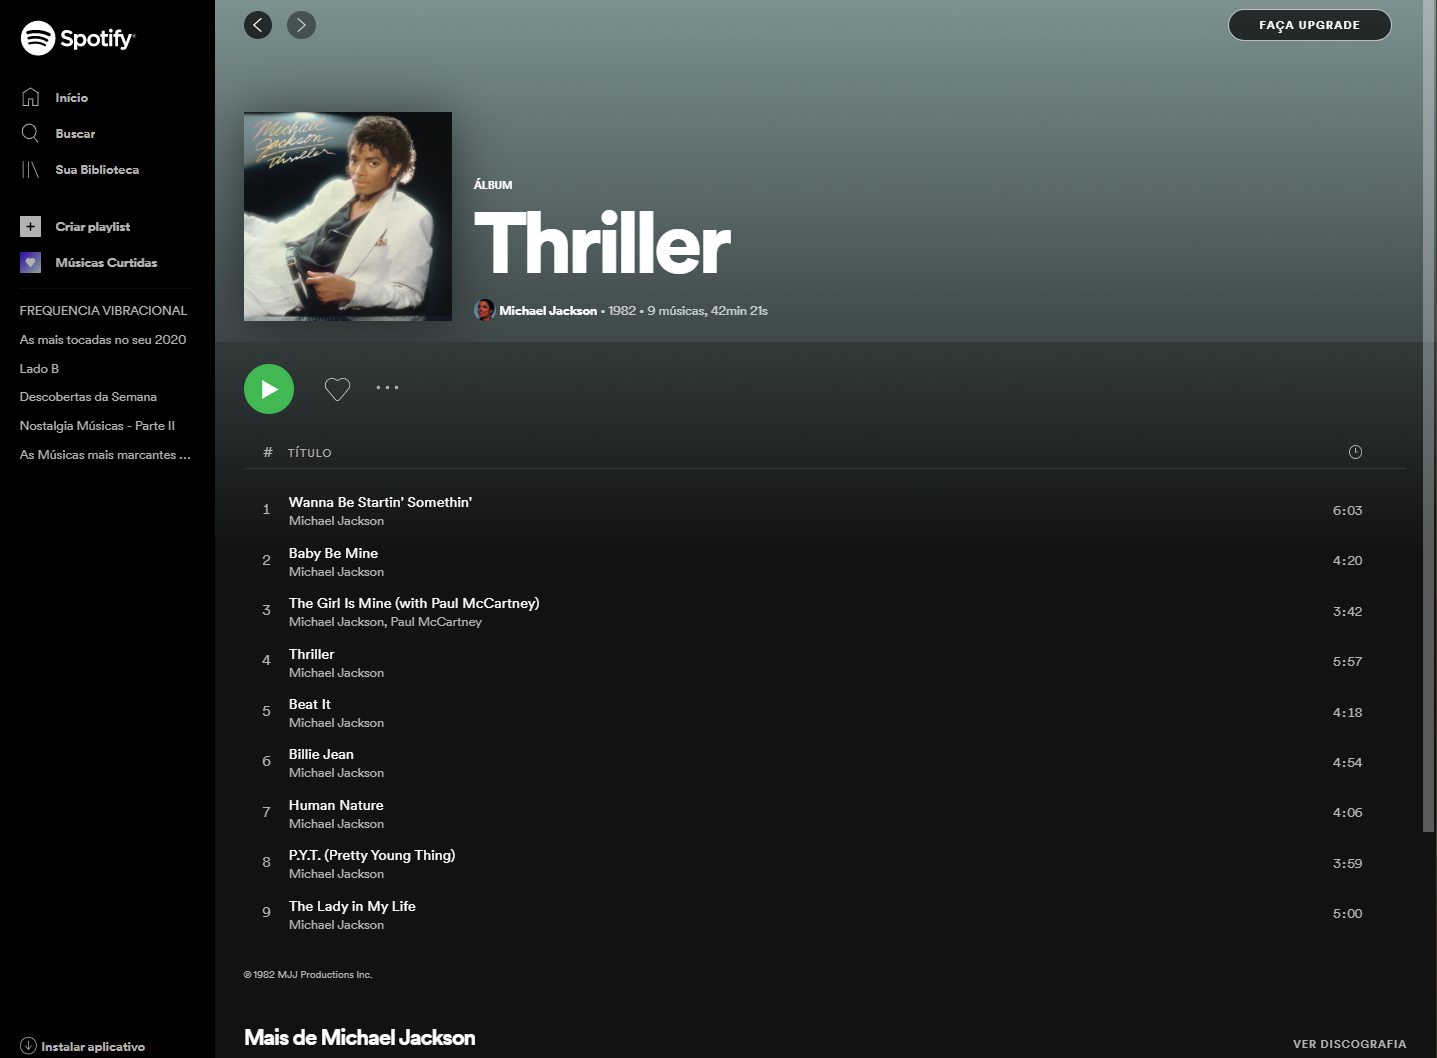 Spotify
Início
Buscar
Sua Biblioteca
Criar playlist
Músicas Curtidas
FREQUENCIA VIBRACIONAL
As mais tocadas no seu 2020
Lado B
Descobertas da Semana
Nostalgia Músicas - Parte II
As Músicas mais marcantes ...
Instalar aplicativo
FAÇA UPGRADE
Michael
Jackson
Thriller
ÁLBUM
Thriller
Michael Jackson • 1982 • 9 músicas, 42min 21s
# TÍTULO
1 Wanna Be Startin' Somethin' 6:03
Michael Jackson
2 Baby Be Mine 4:20
Michael Jackson
3 The Girl Is Mine (with Paul McCartney) 3:42
Michael Jackson, Paul McCartney
4 Thriller 5:57
Michael Jackson
5 Beat It 4:18
Michael Jackson
6 Billie Jean 4:54
Michael Jackson
7 Human Nature 4:06
Michael Jackson
8 P.Y.T. (Pretty Young Thing) 3:59
Michael Jackson
9 The Lady in My Life 5:00
Michael Jackson
© 1982 MJJ Productions Inc.
Mais de Michael Jackson VER DISCOGRAFIA